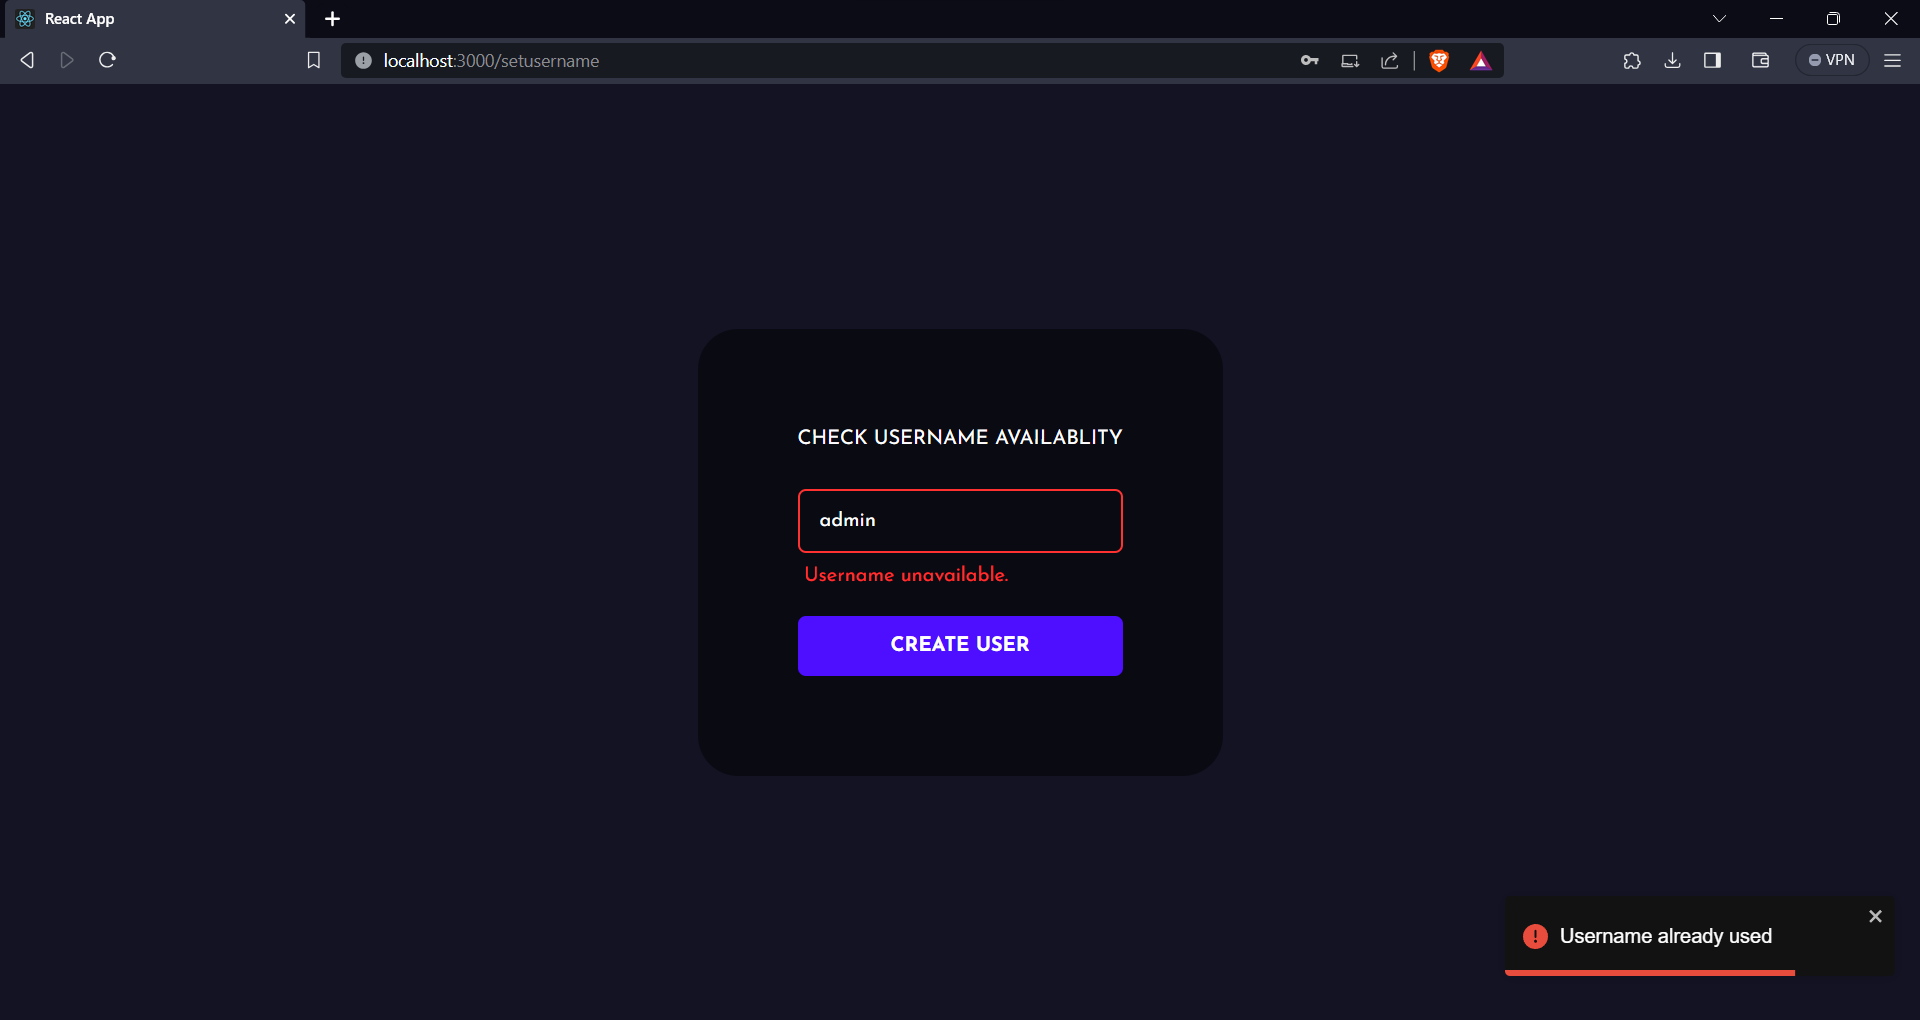 React App
localhost:3000/setusername
VPN
CHECK USERNAME AVAILABLITY
admin
Username unavailable.
CREATE USER
Username already used